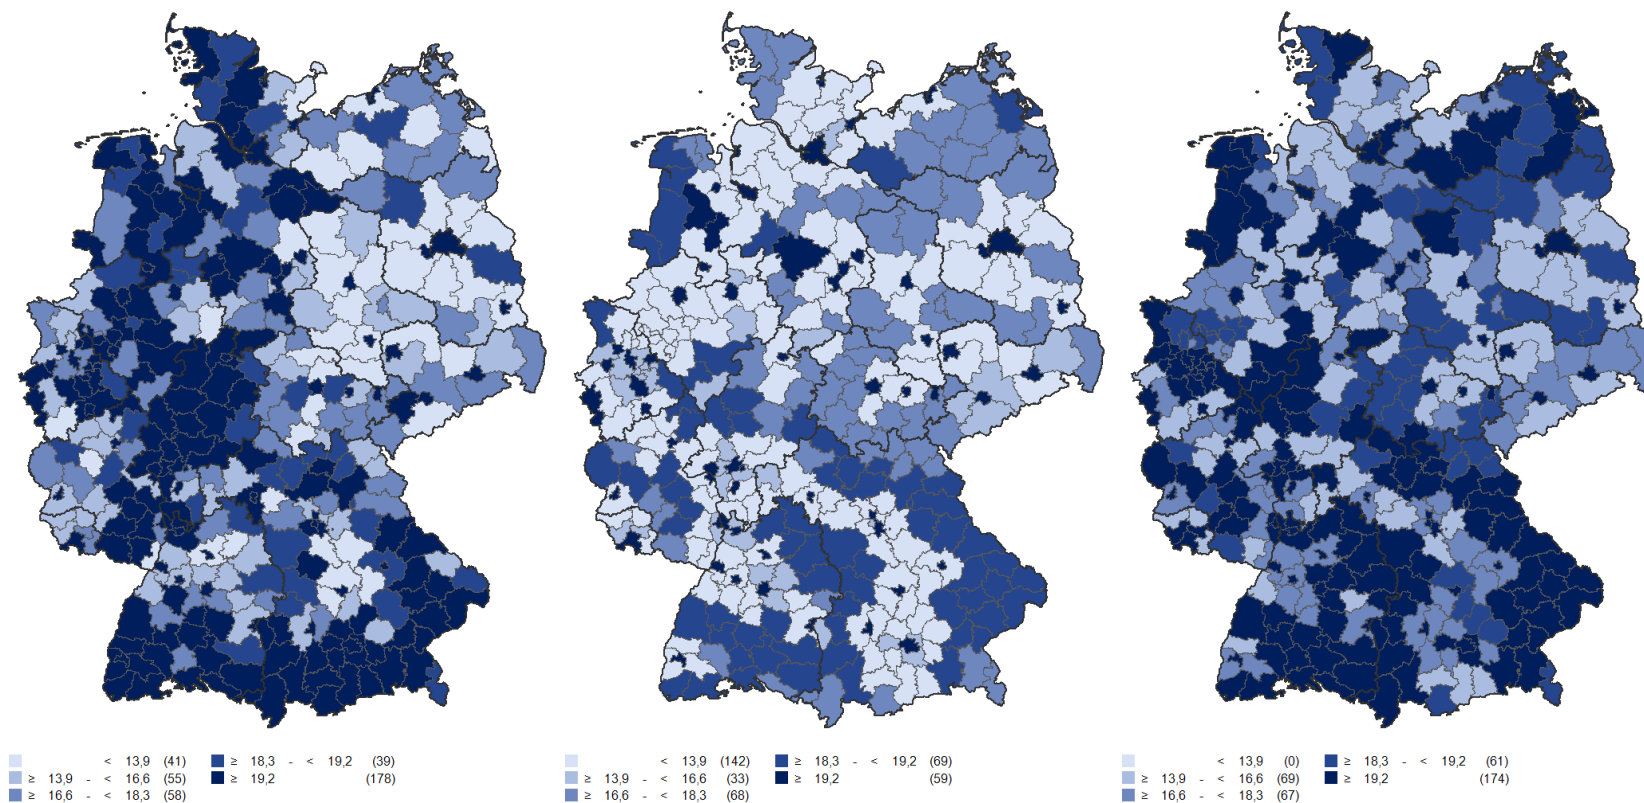 < 13,9 (41) ≥ 18,3 - < 19,2 (39)
≥ 13,9 - < 16,6 (55) ≥ 19,2 (178)
≥ 16,6 - < 18,3 (58)
< 13,9 (142) ≥ 18,3 - < 19,2 (69)
≥ 13,9 - < 16,6 (33) ≥ 19,2 (59)
≥ 16,6 - < 18,3 (68)
< 13,9 (0) ≥ 18,3 - < 19,2 (61)
≥ 13,9 - < 16,6 (69) ≥ 19,2 (174)
≥ 16,6 - < 18,3 (67)